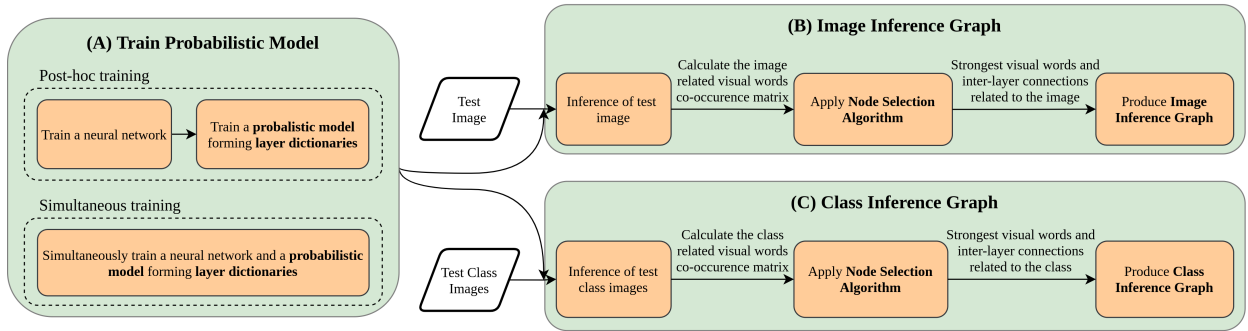 (A) Train Probabilistic Model
Post-hoc training
Train a neural network
Train a probalistic model
forming layer dictionaries
Simultaneous training
Simultaneously train a neural network and a probabilistic
model forming layer dictionaries
Test
Image
(B) Image Inference Graph
Inference of test
image
Calculate the image
related visual words
co-occurence matrix
Apply Node Selection
Algorithm
Strongest visual words and
inter-layer connections
related to the image
Produce Image
Inference Graph
Test Class
Images
(C) Class Inference Graph
Inference of test
class images
Calculate the class
related visual words
co-occurence matrix
Apply Node Selection
Algorithm
Strongest visual words and
inter-layer connections
related to the class
Produce Class
Inference Graph